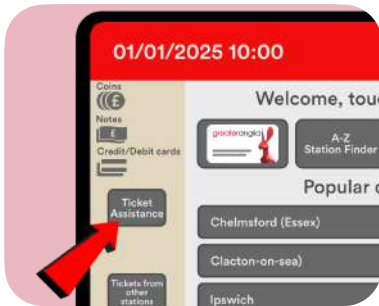 01/01/2025 10:00
Coins
Notes
Credit/Debit cards
Ticket
Assistance
Tickets from
other
stations
Welcome, tou
greateranglia
A-Z
Station Finder
Popular
Chelmsford (Essex)
Clacton-on-sea)
Ipswich